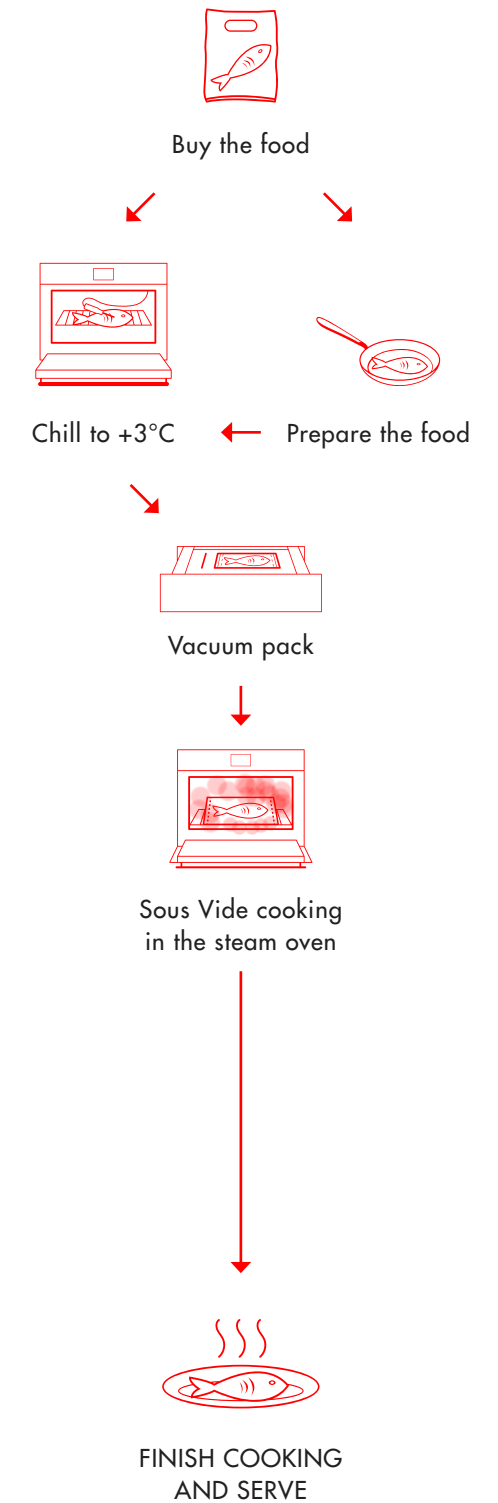 Buy the food
Chill to +3°C
Prepare the food
Vacuum pack
Sous Vide cooking
in the steam oven
FINISH COOKING
AND SERVE